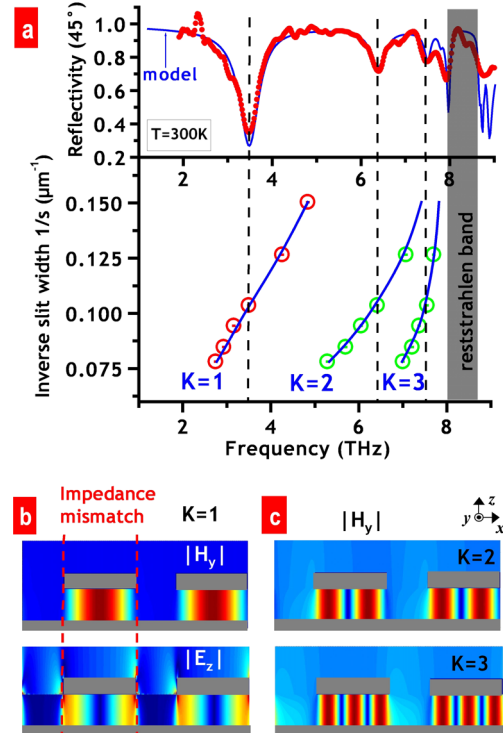 a
Reflectivity (45°)
1.0
0.8
0.6
0.4
0.2
model
T=300K
2
4
6
8
Inverse slit width 1/s (μm⁻¹)
0.150
0.125
0.100
0.075
K=1
K=2
K=3
reststrahlen band
2
3
4
5
6
7
8
Frequency (THz)
b
Impedance
mismatch
K=1
|Hy|
|Ez|
c
|Hy|
z
y
x
K=2
K=3